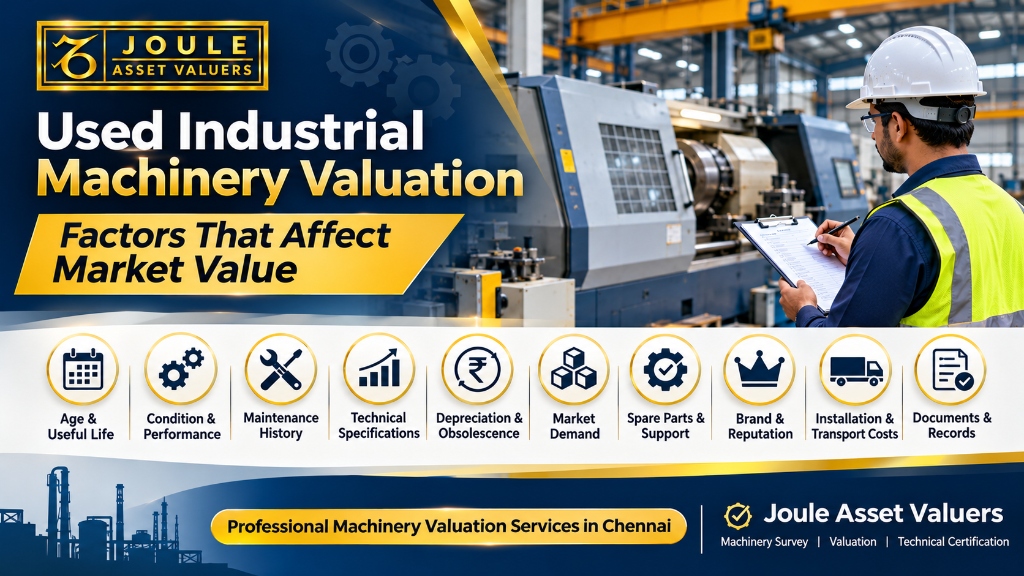 JOULE
ASSET VALUERS
Used Industrial
Machinery Valuation
Factors That Affect
Market Value
Age &
Useful Life
Condition &
Performance
Maintenance
History
Technical
Specifications
Depreciation &
Obsolescence
Market
Demand
Spare Parts &
Support
Brand &
Reputation
Installation &
Transport Costs
Documents &
Records
Professional Machinery Valuation Services in Chennai
Joule Asset Valuers
Machinery Survey | Valuation | Technical Certification